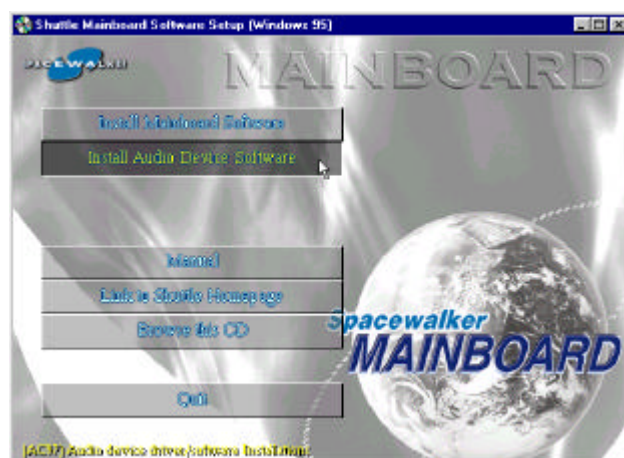 Shuttle Mainboard Software Setup (Windows 95)
SPACEWALKER
MAINBOARD
Install Mainboard Software
Install Audio Device Software
Manual
Link to Shuttle Homepage
Browse this CD
Spacewalker
MAINBOARD
Quit
[AC97] Audio device driver/software Installation!